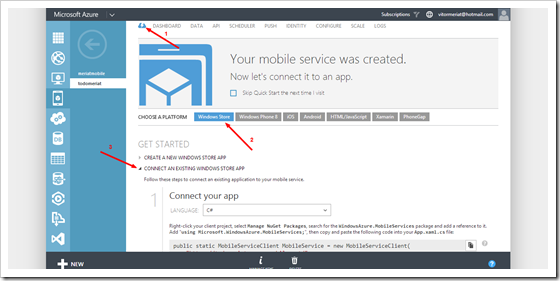 Microsoft Azure
Subscriptions
vitormeriat@hotmail.com
DASHBOARD DATA API SCHEDULER PUSH IDENTITY CONFIGURE SCALE LOGS
1
meriatmobile
todomeriat
Your mobile service was created.
Now let's connect it to an app.
Skip Quick Start the next time I visit
CHOOSE A PLATFORM Windows Store Windows Phone 8 iOS Android HTML/JavaScript Xamarin PhoneGap
2
GET STARTED
3
CREATE A NEW WINDOWS STORE APP
CONNECT AN EXISTING WINDOWS STORE APP
Follow these steps to connect an existing application to your mobile service.
1
Connect your app
LANGUAGE: C#
Right-click your client project, select Manage NuGet Packages, search for the WindowsAzure.MobileServices package and add a reference to it.
Add "using Microsoft.WindowsAzure.MobileServices;", then copy and paste the following code into your App.xaml.cs file:
public static MobileServiceClient MobileService = new MobileServiceClient(
NEW